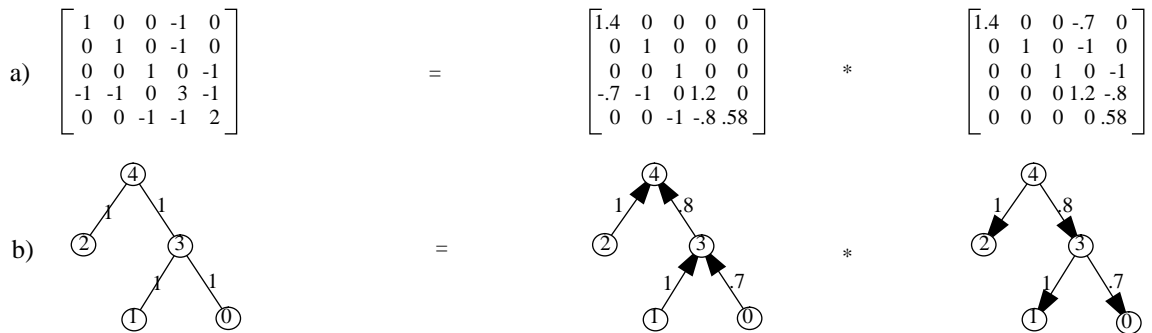 1 0 0 -1 0 1.4 0 0 0 0 1.4 0 0 -.7 0
0 1 0 -1 0 0 1 0 0 0 0 1 0 -1 0
a) 0 0 1 0 -1 = 0 0 1 0 0 * 0 0 1 0 -1
-1 -1 0 3 -1 -.7 -1 0 1.2 0 0 0 0 1.2 -.8
0 0 -1 -1 2 0 0 -1 -.8 .58 0 0 0 0 .58
4 4 4
1 1 1 .8 1 .8
b) 2 3 = 2 3 * 2 3
1 1 1 .7 1 .7
1 0 1 0 1 0